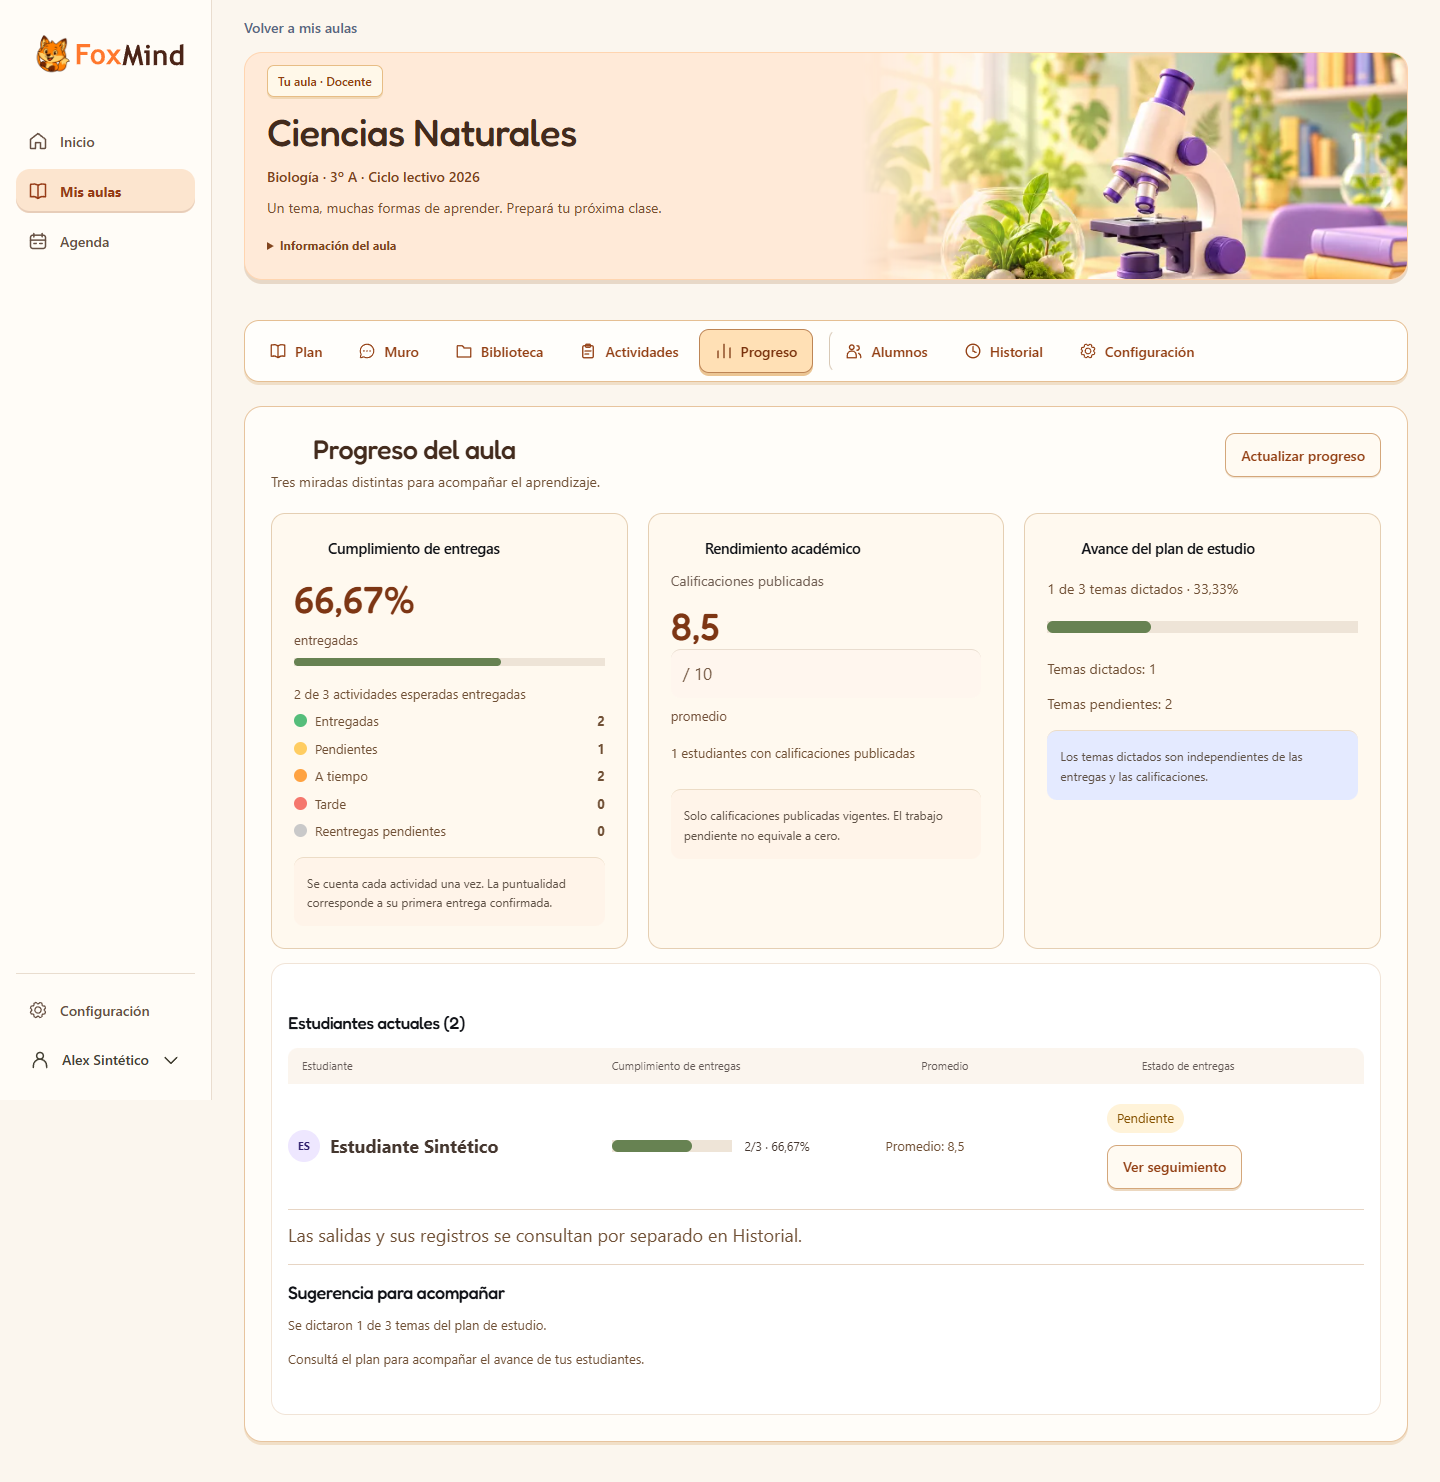 FoxMind
Inicio
Mis aulas
Agenda
Configuración
Alex Sintético
Volver a mis aulas
Tu aula · Docente
Ciencias Naturales
Biología · 3º A · Ciclo lectivo 2026
Un tema, muchas formas de aprender. Prepará tu próxima clase.
Información del aula
Plan
Muro
Biblioteca
Actividades
Progreso
Alumnos
Historial
Configuración
Progreso del aula
Tres miradas distintas para acompañar el aprendizaje.
Actualizar progreso
Cumplimiento de entregas
66,67%
entregadas
2 de 3 actividades esperadas entregadas
Entregadas 2
Pendientes 1
A tiempo 2
Tarde 0
Reentregas pendientes 0
Se cuenta cada actividad una vez. La puntualidad
corresponde a su primera entrega confirmada.
Rendimiento académico
Calificaciones publicadas
8,5
/ 10
promedio
1 estudiantes con calificaciones publicadas
Solo calificaciones publicadas vigentes. El trabajo
pendiente no equivale a cero.
Avance del plan de estudio
1 de 3 temas dictados · 33,33%
Temas dictados: 1
Temas pendientes: 2
Los temas dictados son independientes de las
entregas y las calificaciones.
Estudiantes actuales (2)
Estudiante Cumplimiento de entregas Promedio Estado de entregas
ES Estudiante Sintético 2/3 · 66,67% Promedio: 8,5 Pendiente
Ver seguimiento
Las salidas y sus registros se consultan por separado en Historial.
Sugerencia para acompañar
Se dictaron 1 de 3 temas del plan de estudio.
Consultá el plan para acompañar el avance de tus estudiantes.